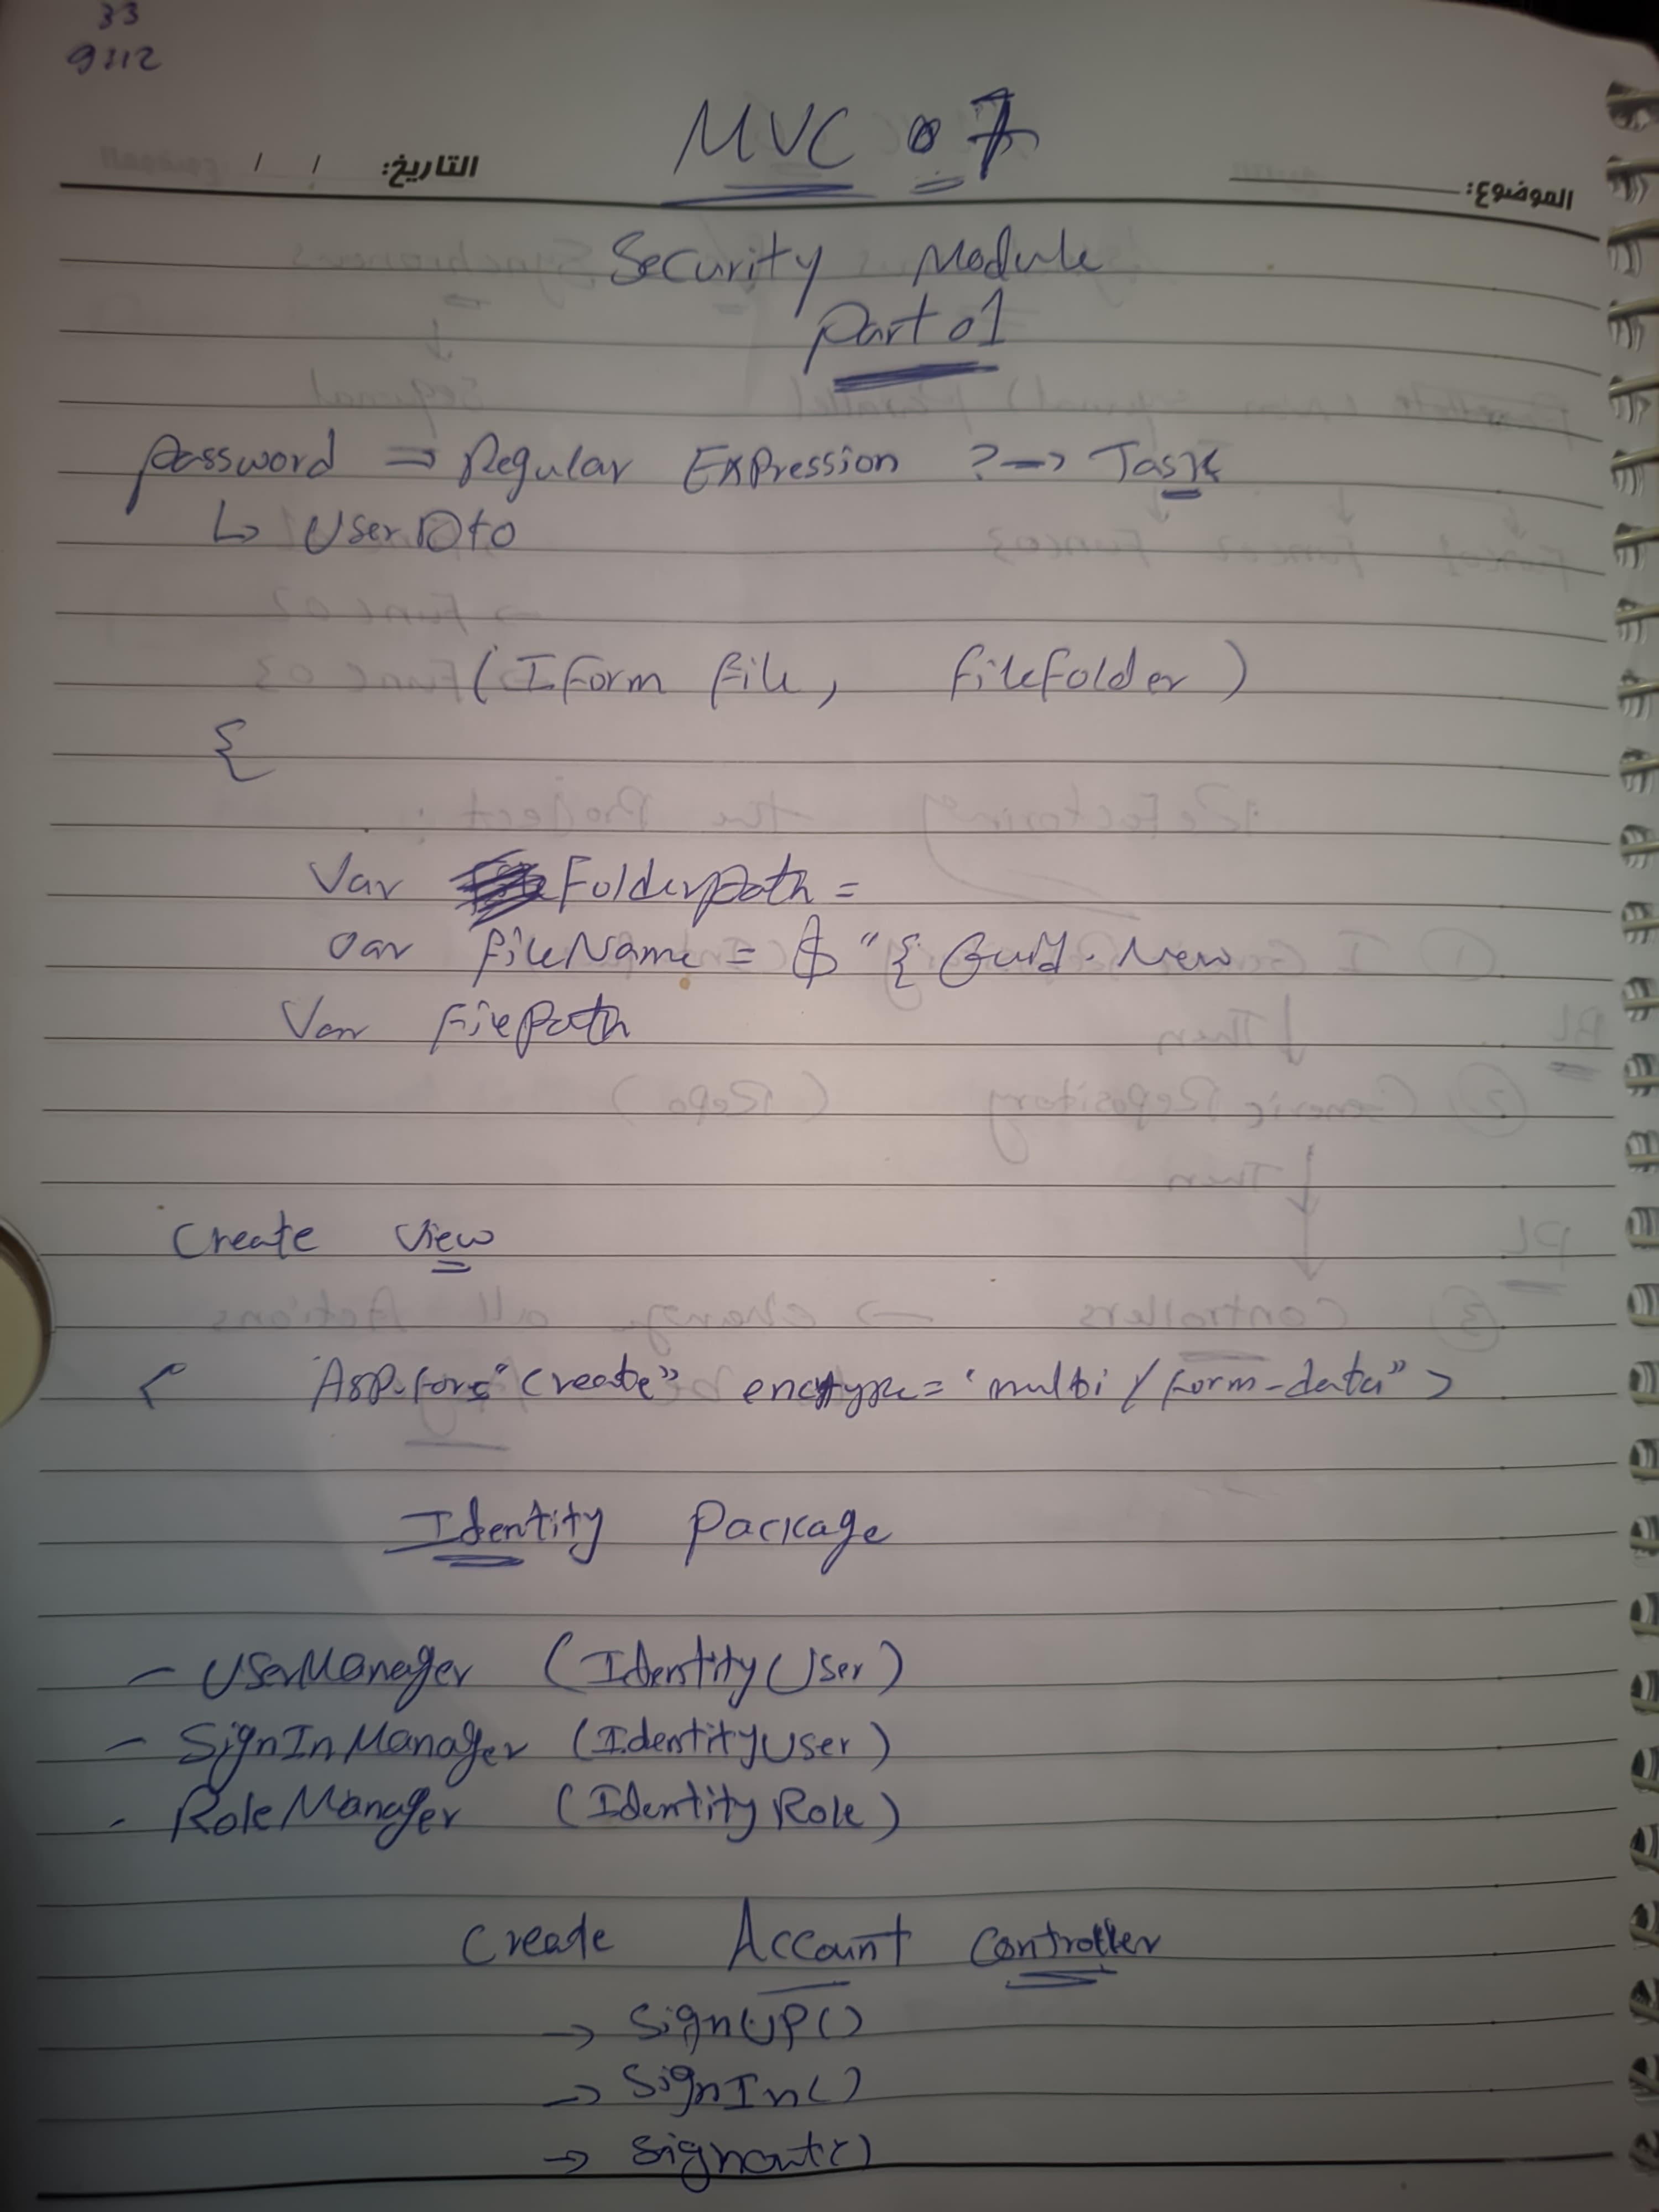 33
9112
MVC 07
التاريخ: / /
الموضوع:
Security Module
Part 01
Password => Regular Expression ? -> Task
↳ UserDto
(IForm file, filefolder)
{
Var Folderpath =
Var fileName = $"{Guid.New
Var filepath
Create View
< Asp-for="Create" enctype='multi/form-data">
Identity Package
- UserManager (IdentityUser)
- SignInManager (IdentityUser)
- RoleManager (IdentityRole)
Create Account Controller
-> SignUP()
-> SignIn()
-> Signout()